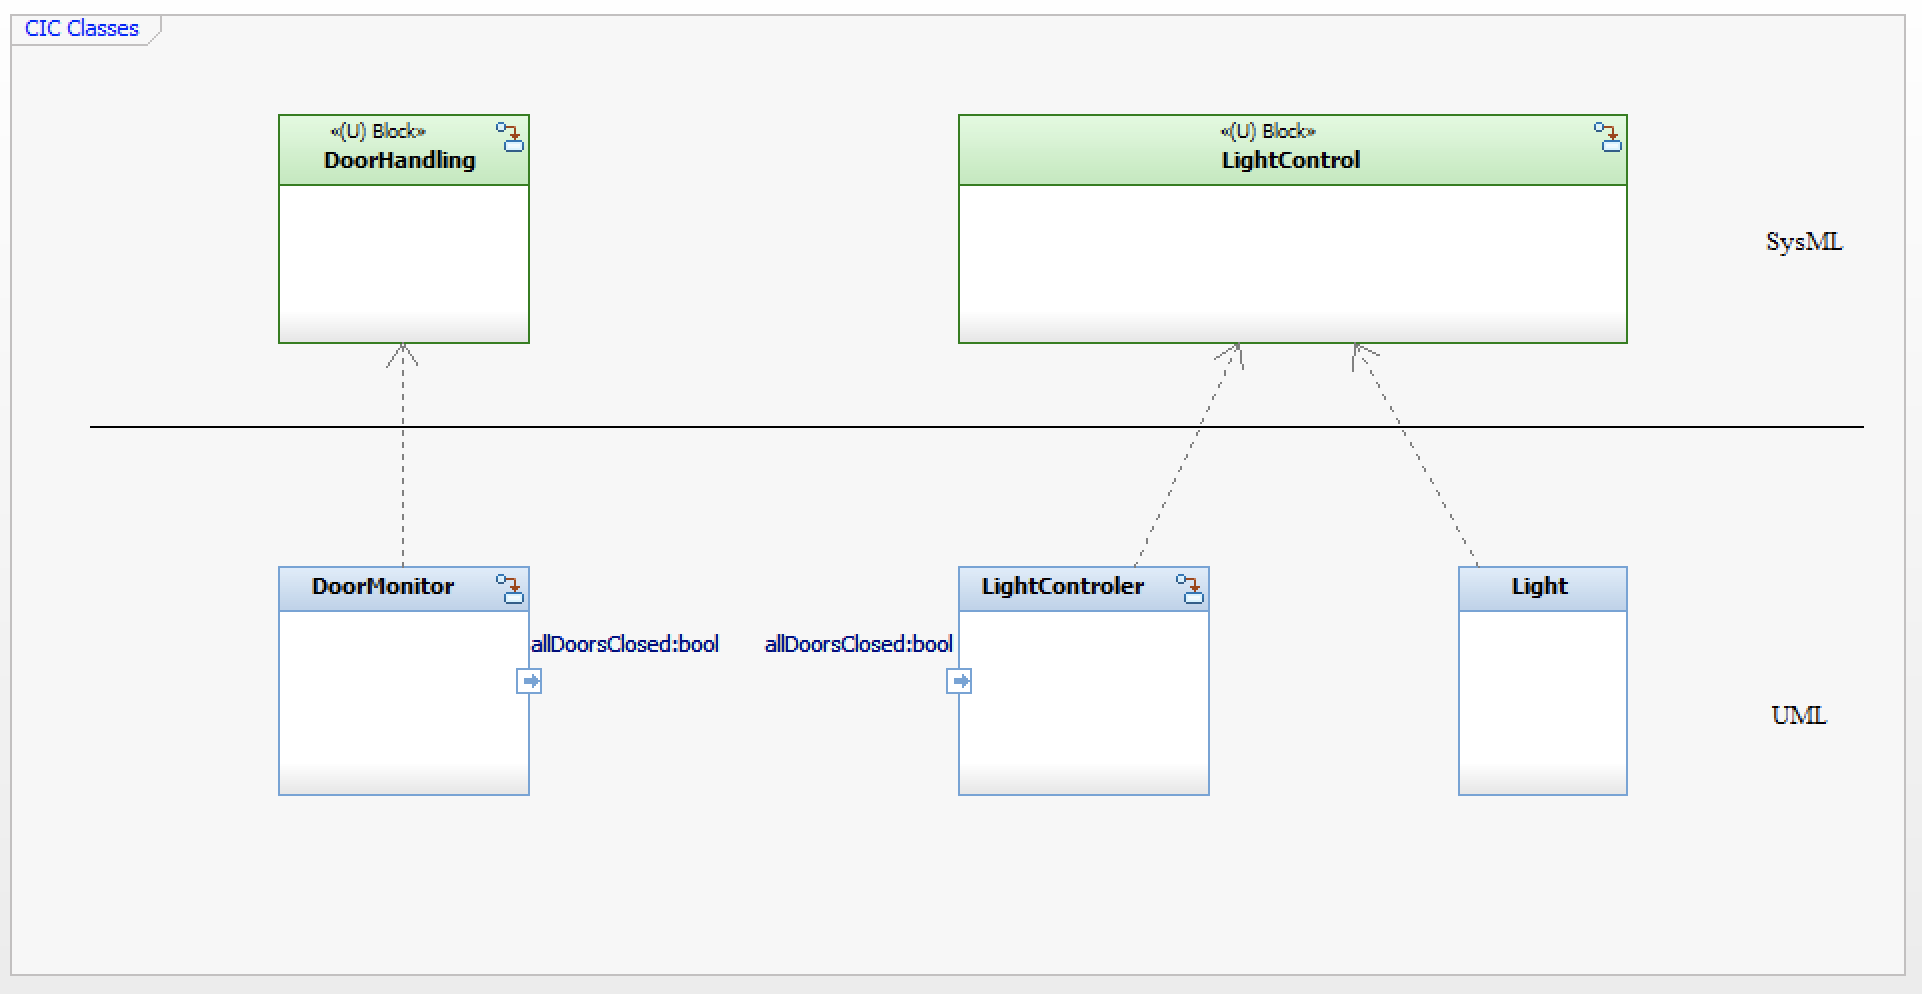 CIC Classes
«(U) Block»
DoorHandling
«(U) Block»
LightControl
SysML
DoorMonitor
LightControler
Light
allDoorsClosed:bool
allDoorsClosed:bool
UML